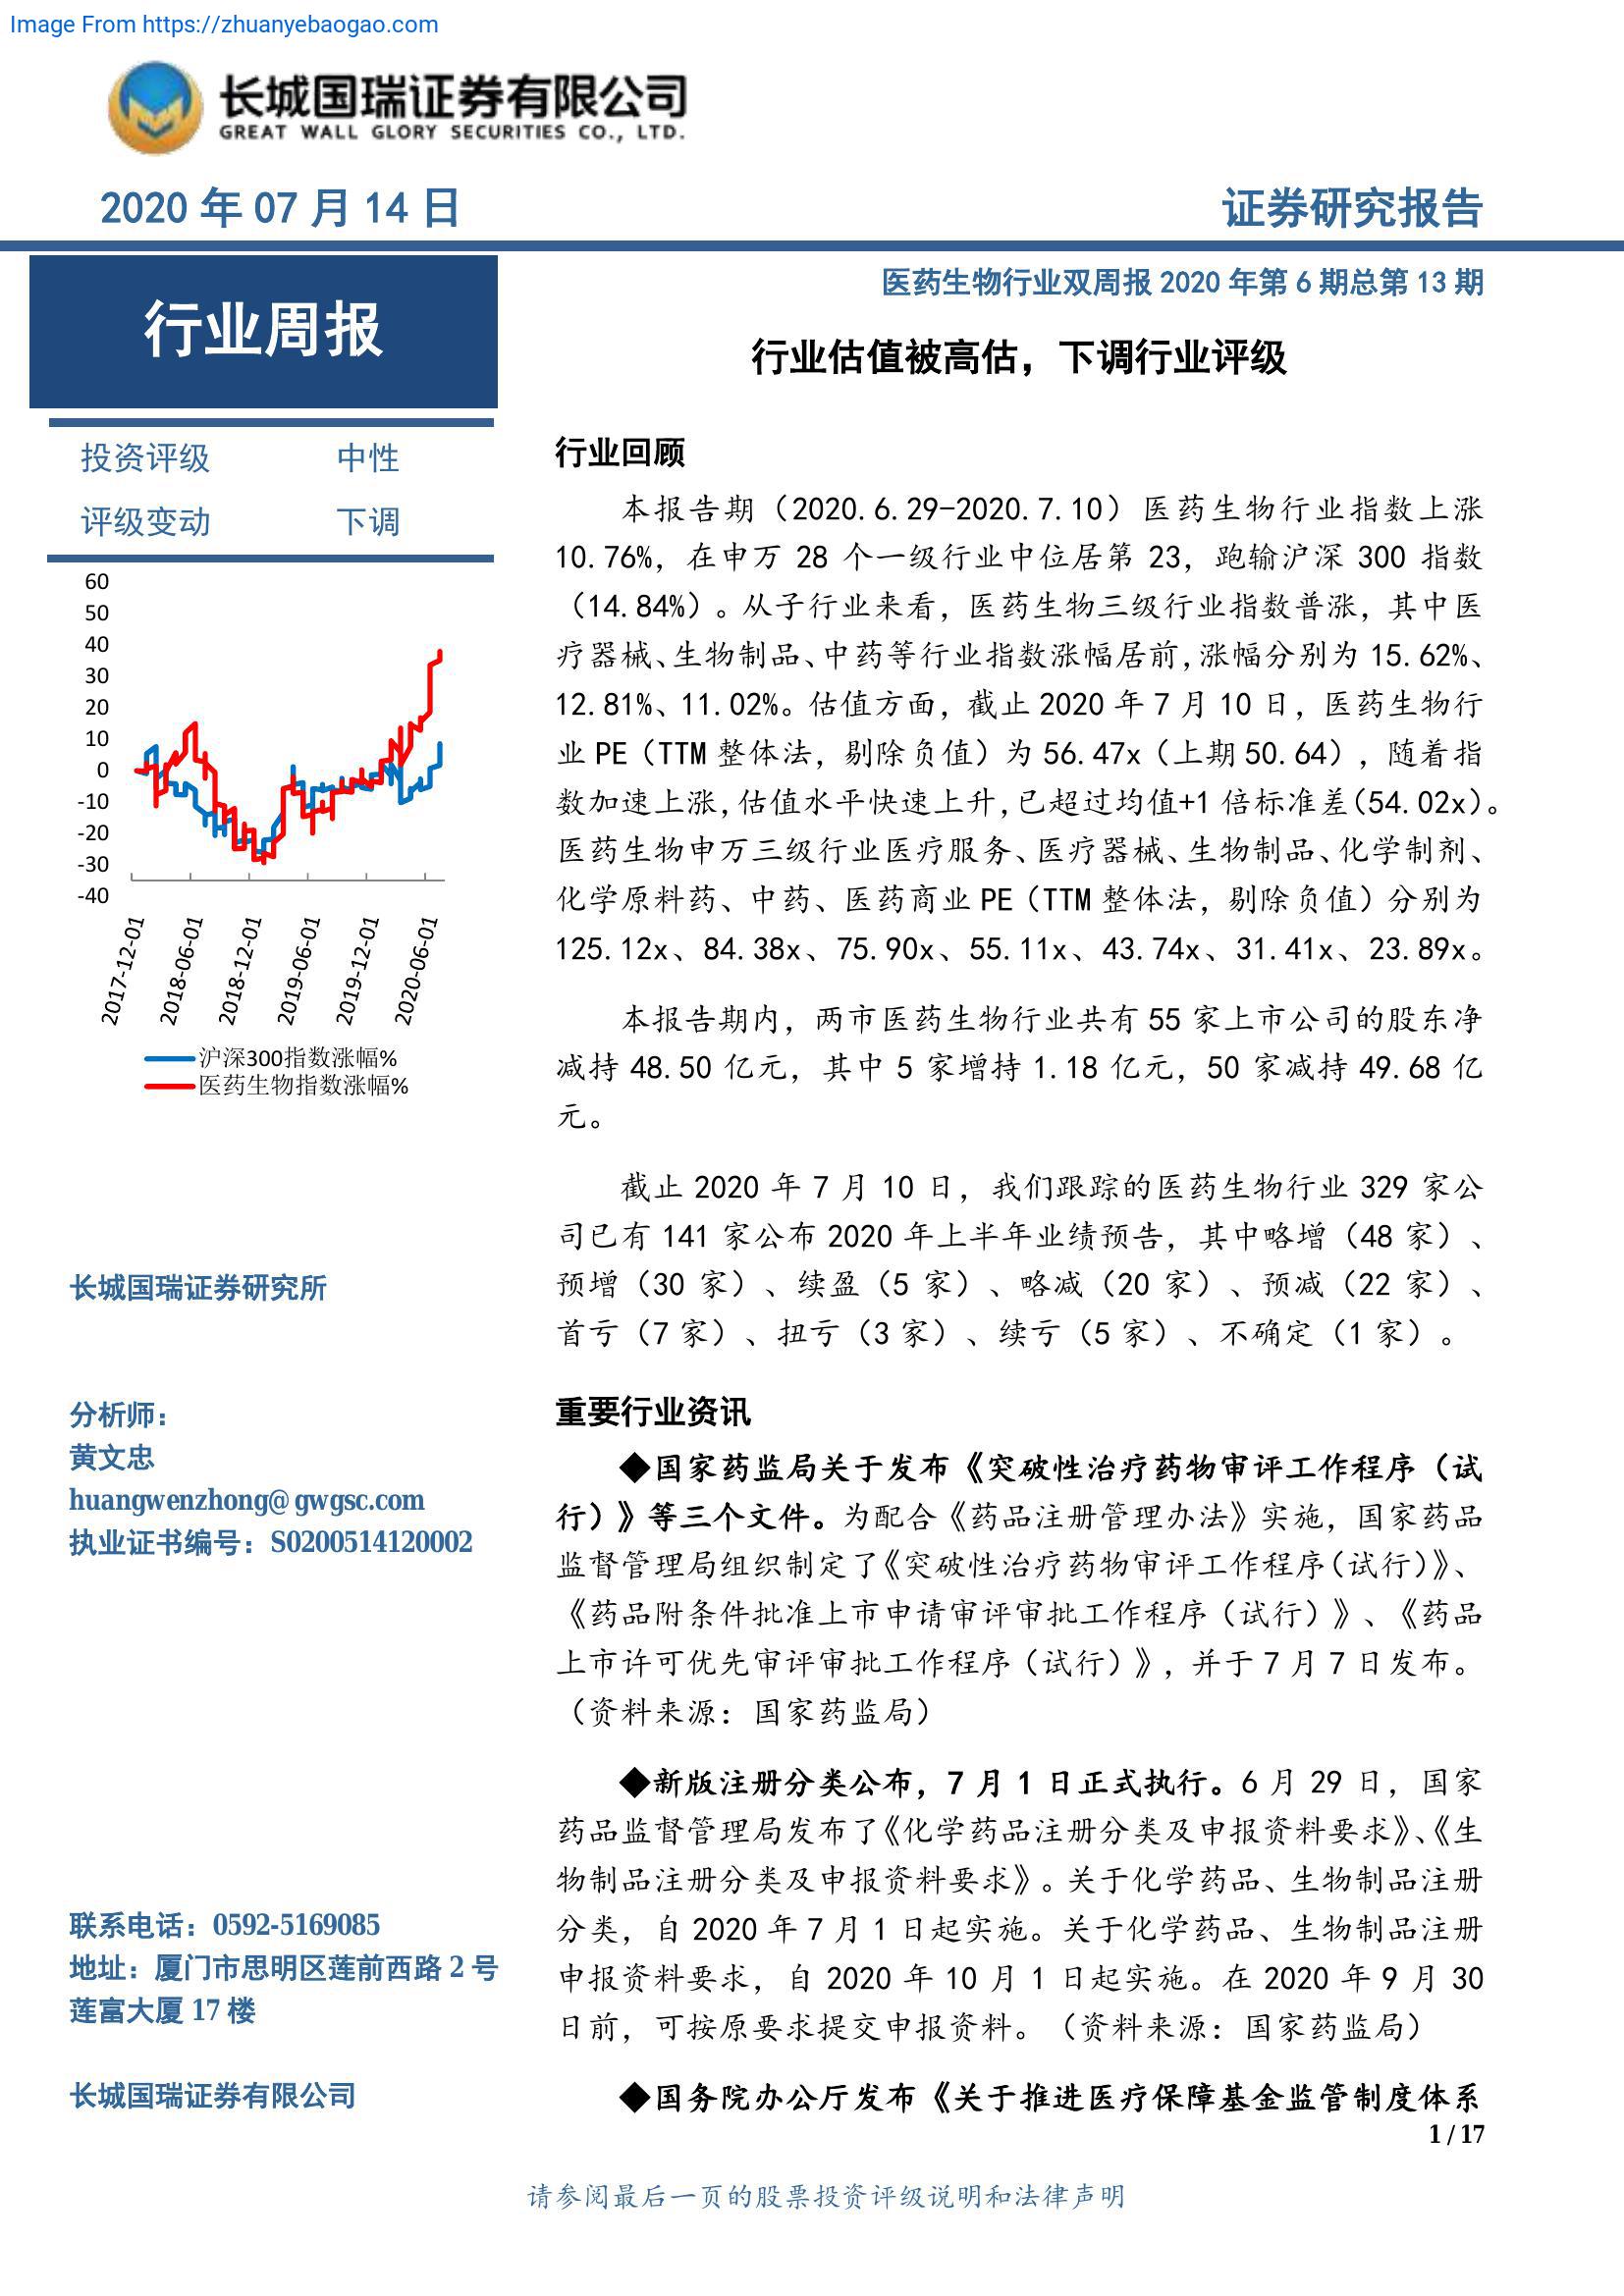 Image From https://zhuanyebaogao.com
长城国瑞证券有限公司
GREAT WALL GLORY SECURITIES CO., LTD.
2020 年 07 月 14 日
证券研究报告
行业周报
投资评级 中性
评级变动 下调
60
50
40
30
20
10
0
-10
-20
-30
-40
2017-12-01
2018-06-01
2018-12-01
2019-06-01
2019-12-01
2020-06-01
沪深300指数涨幅%
医药生物指数涨幅%
长城国瑞证券研究所
分析师：
黄文忠
huangwenzhong@gwgsc.com
执业证书编号：S0200514120002
联系电话：0592-5169085
地址：厦门市思明区莲前西路 2 号
莲富大厦 17 楼
长城国瑞证券有限公司
医药生物行业双周报 2020 年第 6 期总第 13 期
行业估值被高估，下调行业评级
行业回顾
本报告期（2020.6.29-2020.7.10）医药生物行业指数上涨
10.76%，在申万 28 个一级行业中位居第 23，跑输沪深 300 指数
（14.84%）。从子行业来看，医药生物三级行业指数普涨，其中医
疗器械、生物制品、中药等行业指数涨幅居前，涨幅分别为 15.62%、
12.81%、11.02%。估值方面，截止 2020 年 7 月 10 日，医药生物行
业 PE（TTM 整体法，剔除负值）为 56.47x（上期 50.64），随着指
数加速上涨，估值水平快速上升，已超过均值+1 倍标准差(54.02x)。
医药生物申万三级行业医疗服务、医疗器械、生物制品、化学制剂、
化学原料药、中药、医药商业 PE（TTM 整体法，剔除负值）分别为
125.12x、84.38x、75.90x、55.11x、43.74x、31.41x、23.89x。
本报告期内，两市医药生物行业共有 55 家上市公司的股东净
减持 48.50 亿元，其中 5 家增持 1.18 亿元，50 家减持 49.68 亿
元。
截止 2020 年 7 月 10 日，我们跟踪的医药生物行业 329 家公
司已有 141 家公布 2020 年上半年业绩预告，其中略增（48 家）、
预增（30 家）、续盈（5 家）、略减（20 家）、预减（22 家）、
首亏（7 家）、扭亏（3 家）、续亏（5 家）、不确定（1 家）。
重要行业资讯
◆国家药监局关于发布《突破性治疗药物审评工作程序（试
行）》等三个文件。为配合《药品注册管理办法》实施，国家药品
监督管理局组织制定了《突破性治疗药物审评工作程序（试行）》、
《药品附条件批准上市申请审评审批工作程序（试行）》、《药品
上市许可优先审评审批工作程序（试行）》，并于 7 月 7 日发布。
（资料来源：国家药监局）
◆新版注册分类公布，7 月 1 日正式执行。6 月 29 日，国家
药品监督管理局发布了《化学药品注册分类及申报资料要求》、《生
物制品注册分类及申报资料要求》。关于化学药品、生物制品注册
分类，自 2020 年 7 月 1 日起实施。关于化学药品、生物制品注册
申报资料要求，自 2020 年 10 月 1 日起实施。在 2020 年 9 月 30
日前，可按原要求提交申报资料。（资料来源：国家药监局）
◆国务院办公厅发布《关于推进医疗保障基金监管制度体系
1 / 17
请参阅最后一页的股票投资评级说明和法律声明